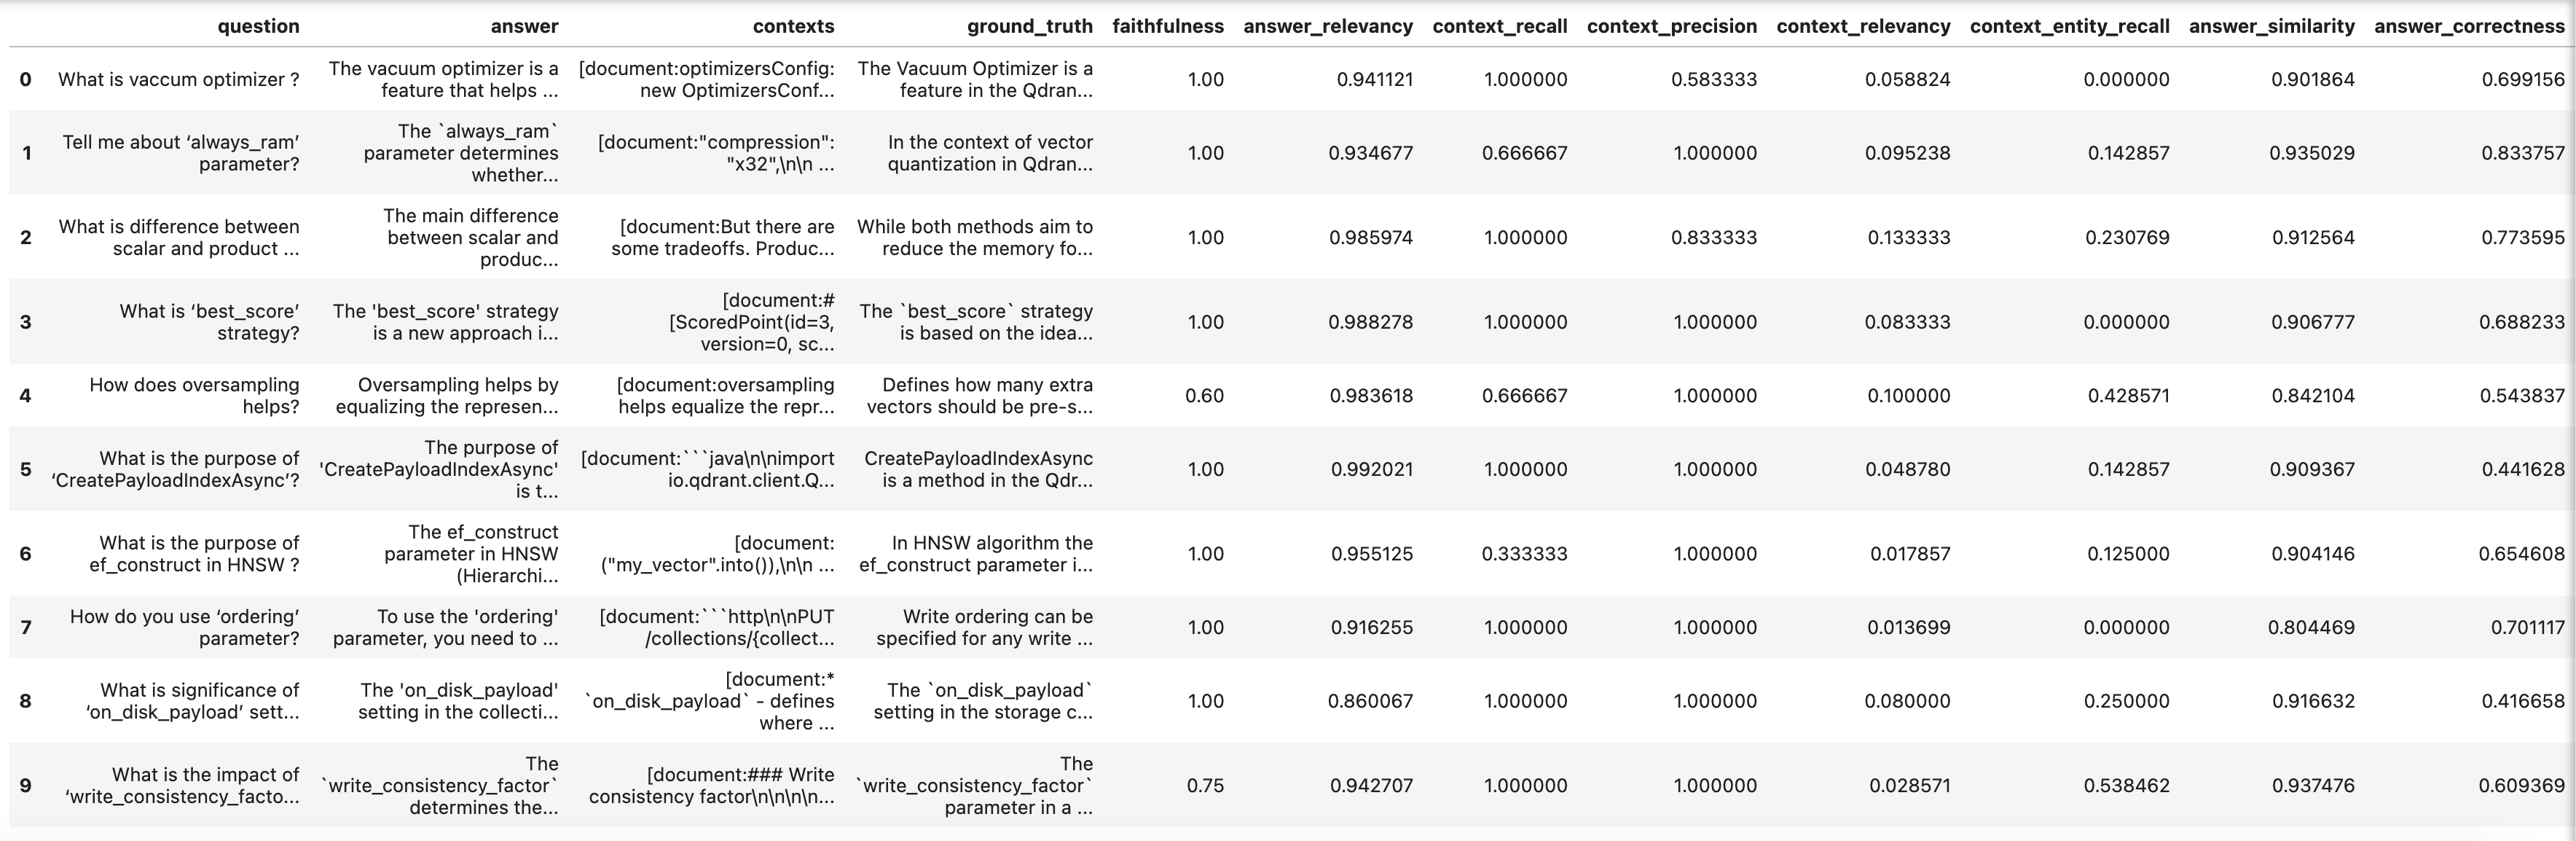 question answer contexts ground_truth faithfulness answer_relevancy context_recall context_precision context_relevancy context_entity_recall answer_similarity answer_correctness
0 What is vaccum optimizer ? The vacuum optimizer is a feature that helps ... [document:optimizersConfig: new OptimizersConf... The Vacuum Optimizer is a feature in the Qdran... 1.00 0.941121 1.000000 0.583333 0.058824 0.000000 0.901864 0.699156
1 Tell me about ‘always_ram’ parameter? The `always_ram` parameter determines whether... [document:"compression": "x32",\n\n ... In the context of vector quantization in Qdran... 1.00 0.934677 0.666667 1.000000 0.095238 0.142857 0.935029 0.833757
2 What is difference between scalar and product ... The main difference between scalar and produc... [document:But there are some tradeoffs. Produc... While both methods aim to reduce the memory fo... 1.00 0.985974 1.000000 0.833333 0.133333 0.230769 0.912564 0.773595
3 What is ‘best_score’ strategy? The 'best_score' strategy is a new approach i... [document:# [ScoredPoint(id=3, version=0, sc... The `best_score` strategy is based on the idea... 1.00 0.988278 1.000000 1.000000 0.083333 0.000000 0.906777 0.688233
4 How does oversampling helps? Oversampling helps by equalizing the represen... [document:oversampling helps equalize the repr... Defines how many extra vectors should be pre-s... 0.60 0.983618 0.666667 1.000000 0.100000 0.428571 0.842104 0.543837
5 What is the purpose of ‘CreatePayloadIndexAsync’? The purpose of 'CreatePayloadIndexAsync' is t... [document:```java\n\nimport io.qdrant.client.Q... CreatePayloadIndexAsync is a method in the Qdr... 1.00 0.992021 1.000000 1.000000 0.048780 0.142857 0.909367 0.441628
6 What is the purpose of ef_construct in HNSW ? The ef_construct parameter in HNSW (Hierarchi... [document: ("my_vector".into()),\n\n ... In HNSW algorithm the ef_construct parameter i... 1.00 0.955125 0.333333 1.000000 0.017857 0.125000 0.904146 0.654608
7 How do you use ‘ordering’ parameter? To use the 'ordering' parameter, you need to ... [document:```http\n\nPUT /collections/{collect... Write ordering can be specified for any write ... 1.00 0.916255 1.000000 1.000000 0.013699 0.000000 0.804469 0.701117
8 What is significance of ‘on_disk_payload’ sett... The 'on_disk_payload' setting in the collecti... [document:* `on_disk_payload` - defines where ... The `on_disk_payload` setting in the storage c... 1.00 0.860067 1.000000 1.000000 0.080000 0.250000 0.916632 0.416658
9 What is the impact of ‘write_consistency_facto... The `write_consistency_factor` determines the... [document:### Write consistency factor\n\n\n\n... The `write_consistency_factor` parameter in a ... 0.75 0.942707 1.000000 1.000000 0.028571 0.538462 0.937476 0.609369